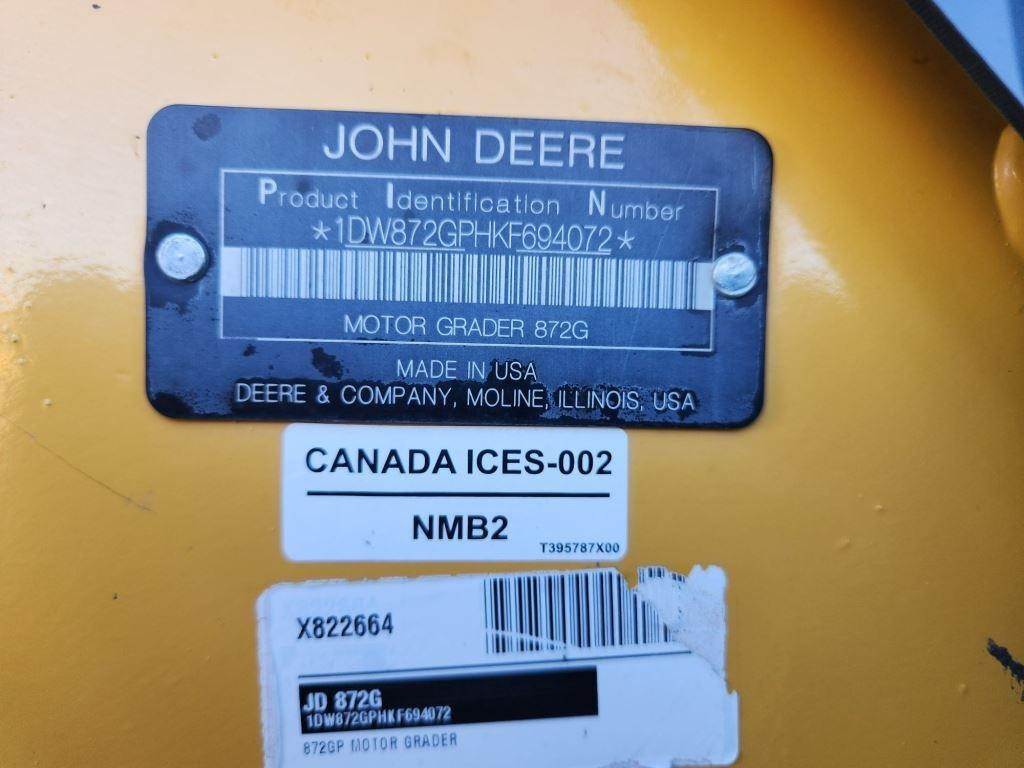 JOHN DEERE
Product Identification Number
*1DW872GPHKF694072*
MOTOR GRADER 872G
MADE IN USA
DEERE & COMPANY, MOLINE, ILLINOIS, USA
CANADA ICES-002
NMB2
T395787X00
X822664
JD 872G
1DW872GPHKF694072
872GP MOTOR GRADER